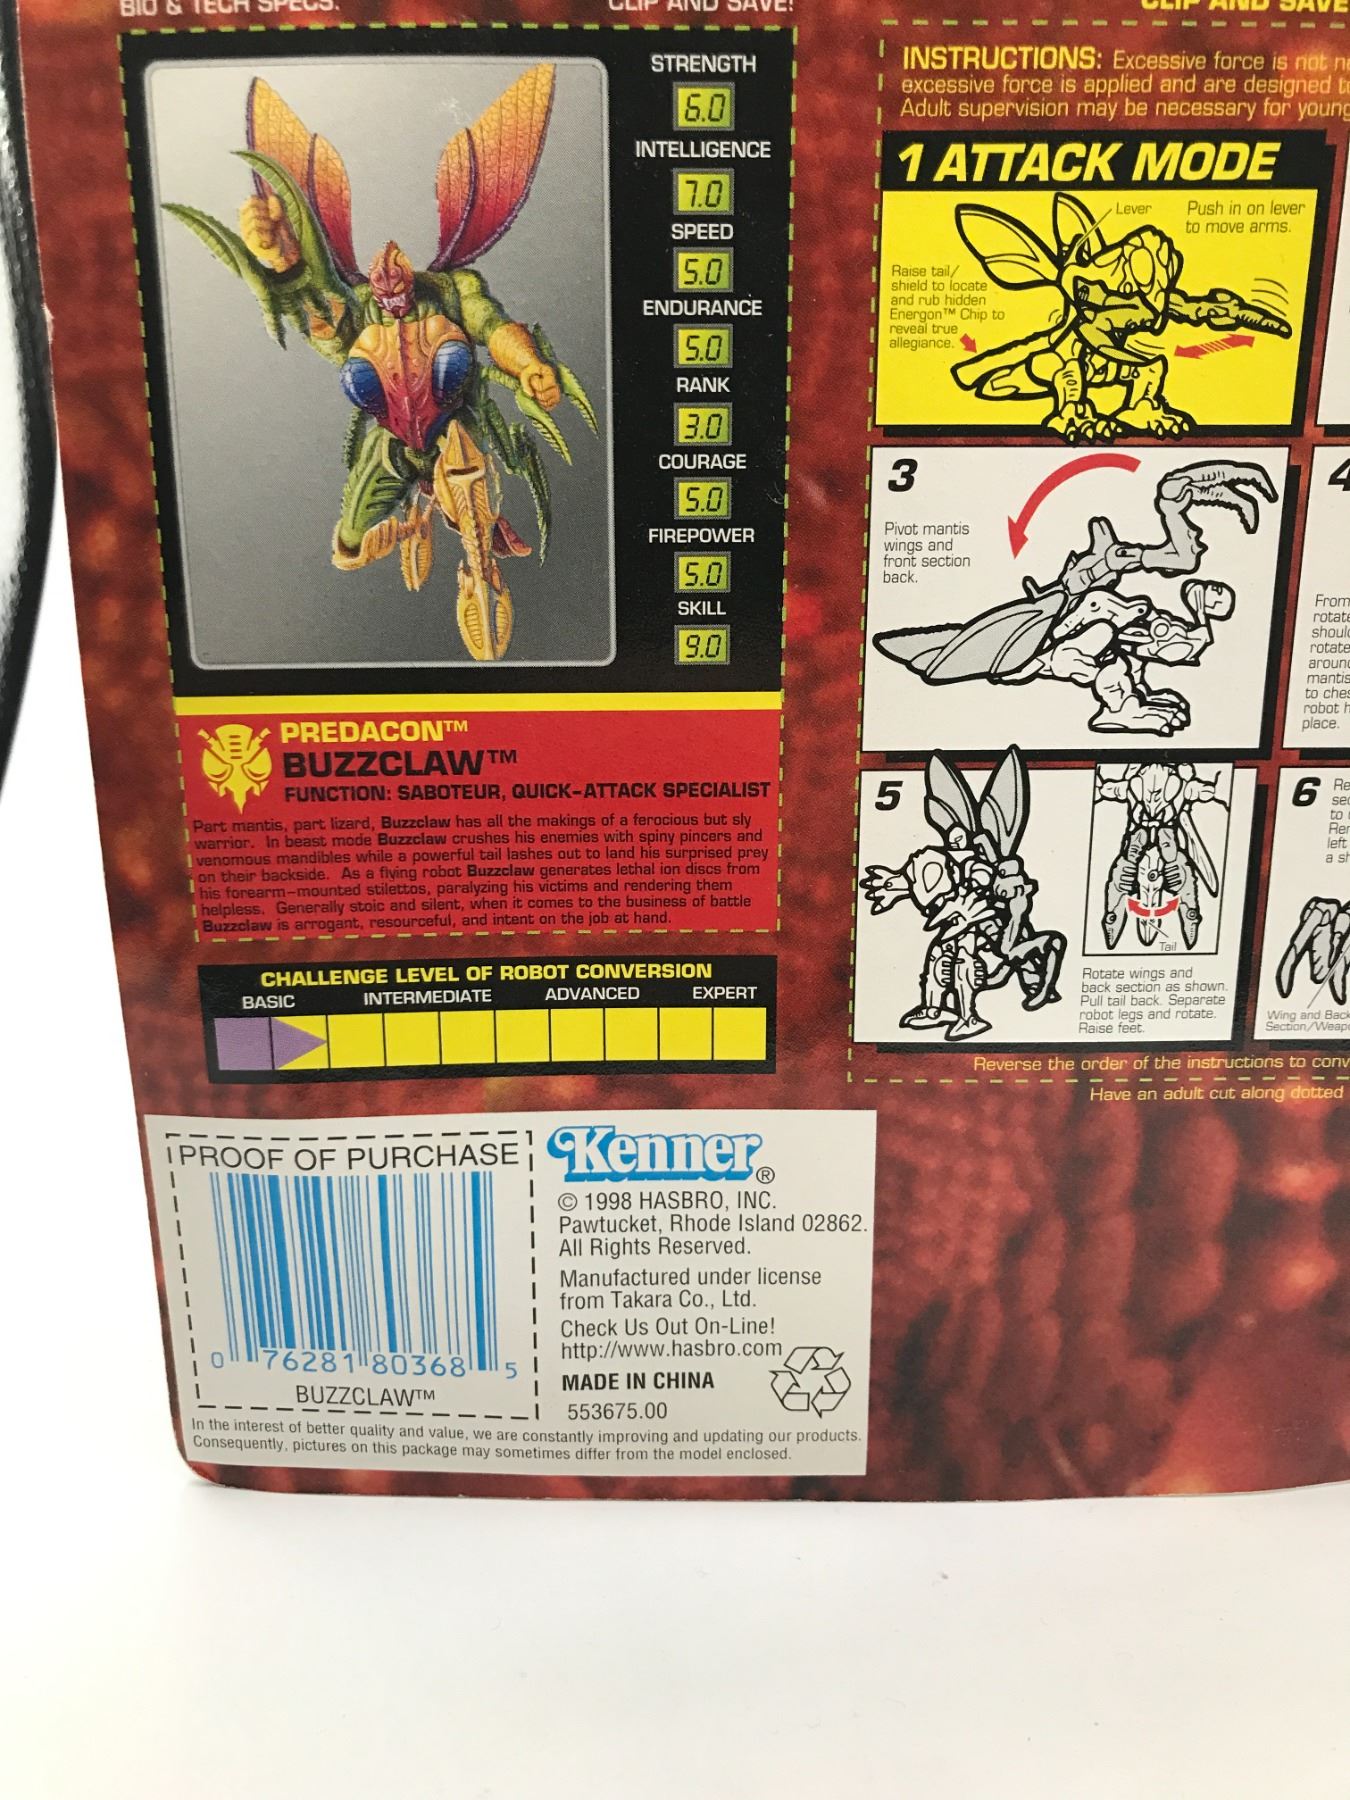 BIO & TECH SPECS.
CLIP AND SAVE!
CLIP AND SAVE
STRENGTH
6.0
INTELLIGENCE
7.0
SPEED
5.0
ENDURANCE
5.0
RANK
3.0
COURAGE
5.0
FIREPOWER
5.0
SKILL
9.0
PREDACON™
BUZZCLAW™
FUNCTION: SABOTEUR, QUICK-ATTACK SPECIALIST
Part mantis, part lizard, Buzzclaw has all the makings of a ferocious but sly
warrior. In beast mode Buzzclaw crushes his enemies with spiny pincers and
venomous mandibles while a powerful tail lashes out to land his surprised prey
on their backside. As a flying robot Buzzclaw generates lethal ion discs from
his forearm-mounted stilettos, paralyzing his victims and rendering them
helpless. Generally stoic and silent, when it comes to the business of battle
Buzzclaw is arrogant, resourceful, and intent on the job at hand.
CHALLENGE LEVEL OF ROBOT CONVERSION
BASIC INTERMEDIATE ADVANCED EXPERT
INSTRUCTIONS: Excessive force is not
excessive force is applied and are designed
Adult supervision may be necessary for
1 ATTACK MODE
Lever
Push in on lever
to move arms.
Raise tail/
shield to locate
and rub hidden
Energon™ Chip to
reveal true
allegiance.
3
Pivot mantis
wings and
front section
back.
4
From
rotate
rotate
mantis
robot
place.
5
Tail
Rotate wings and
back section as shown.
Pull tail back. Separate
robot legs and rotate.
Raise feet.
6
to
left
Wing and Back
Section/
Reverse the order of the instructions to
Have an adult cut along dotted
PROOF OF PURCHASE
0 76281 80368 5
BUZZCLAW™
Kenner®
© 1998 HASBRO, INC.
Pawtucket, Rhode Island 02862.
All Rights Reserved.
Manufactured under license
from Takara Co., Ltd.
Check Us Out On-Line!
http://www.hasbro.com
MADE IN CHINA
553675.00
In the interest of better quality and value, we are constantly improving and updating our products.
Consequently, pictures on this package may sometimes differ from the model enclosed.